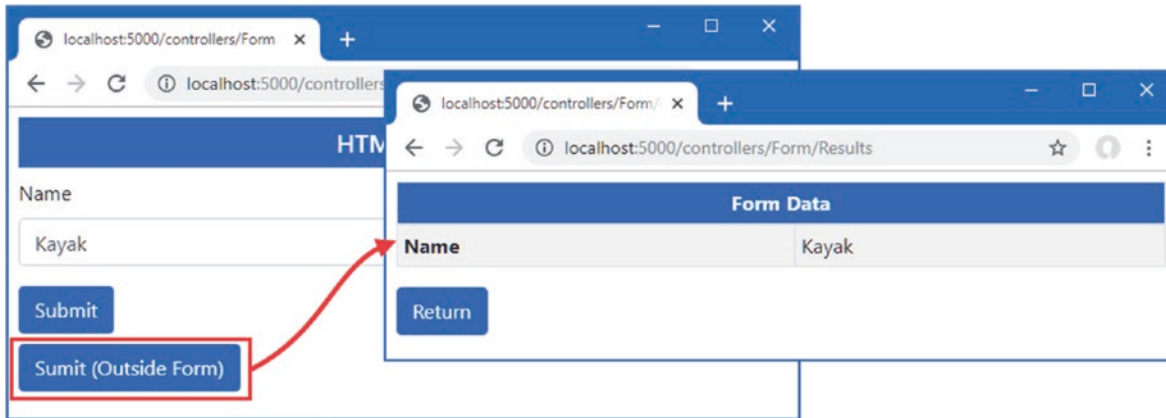 localhost:5000/controllers/Form
localhost:5000/controllers
HTM
Name
Kayak
Submit
Sumit (Outside Form)
localhost:5000/controllers/Form/
localhost:5000/controllers/Form/Results
Form Data
Name Kayak
Return